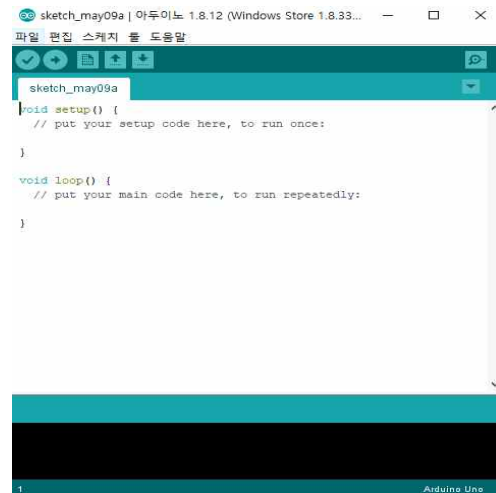 sketch_may09a | 아두이노 1.8.12 (Windows Store 1.8.33...
파일 편집 스케치 툴 도움말
sketch_may09a
void setup() {
// put your setup code here, to run once:
}
void loop() {
// put your main code here, to run repeatedly:
}
1
Arduino Uno